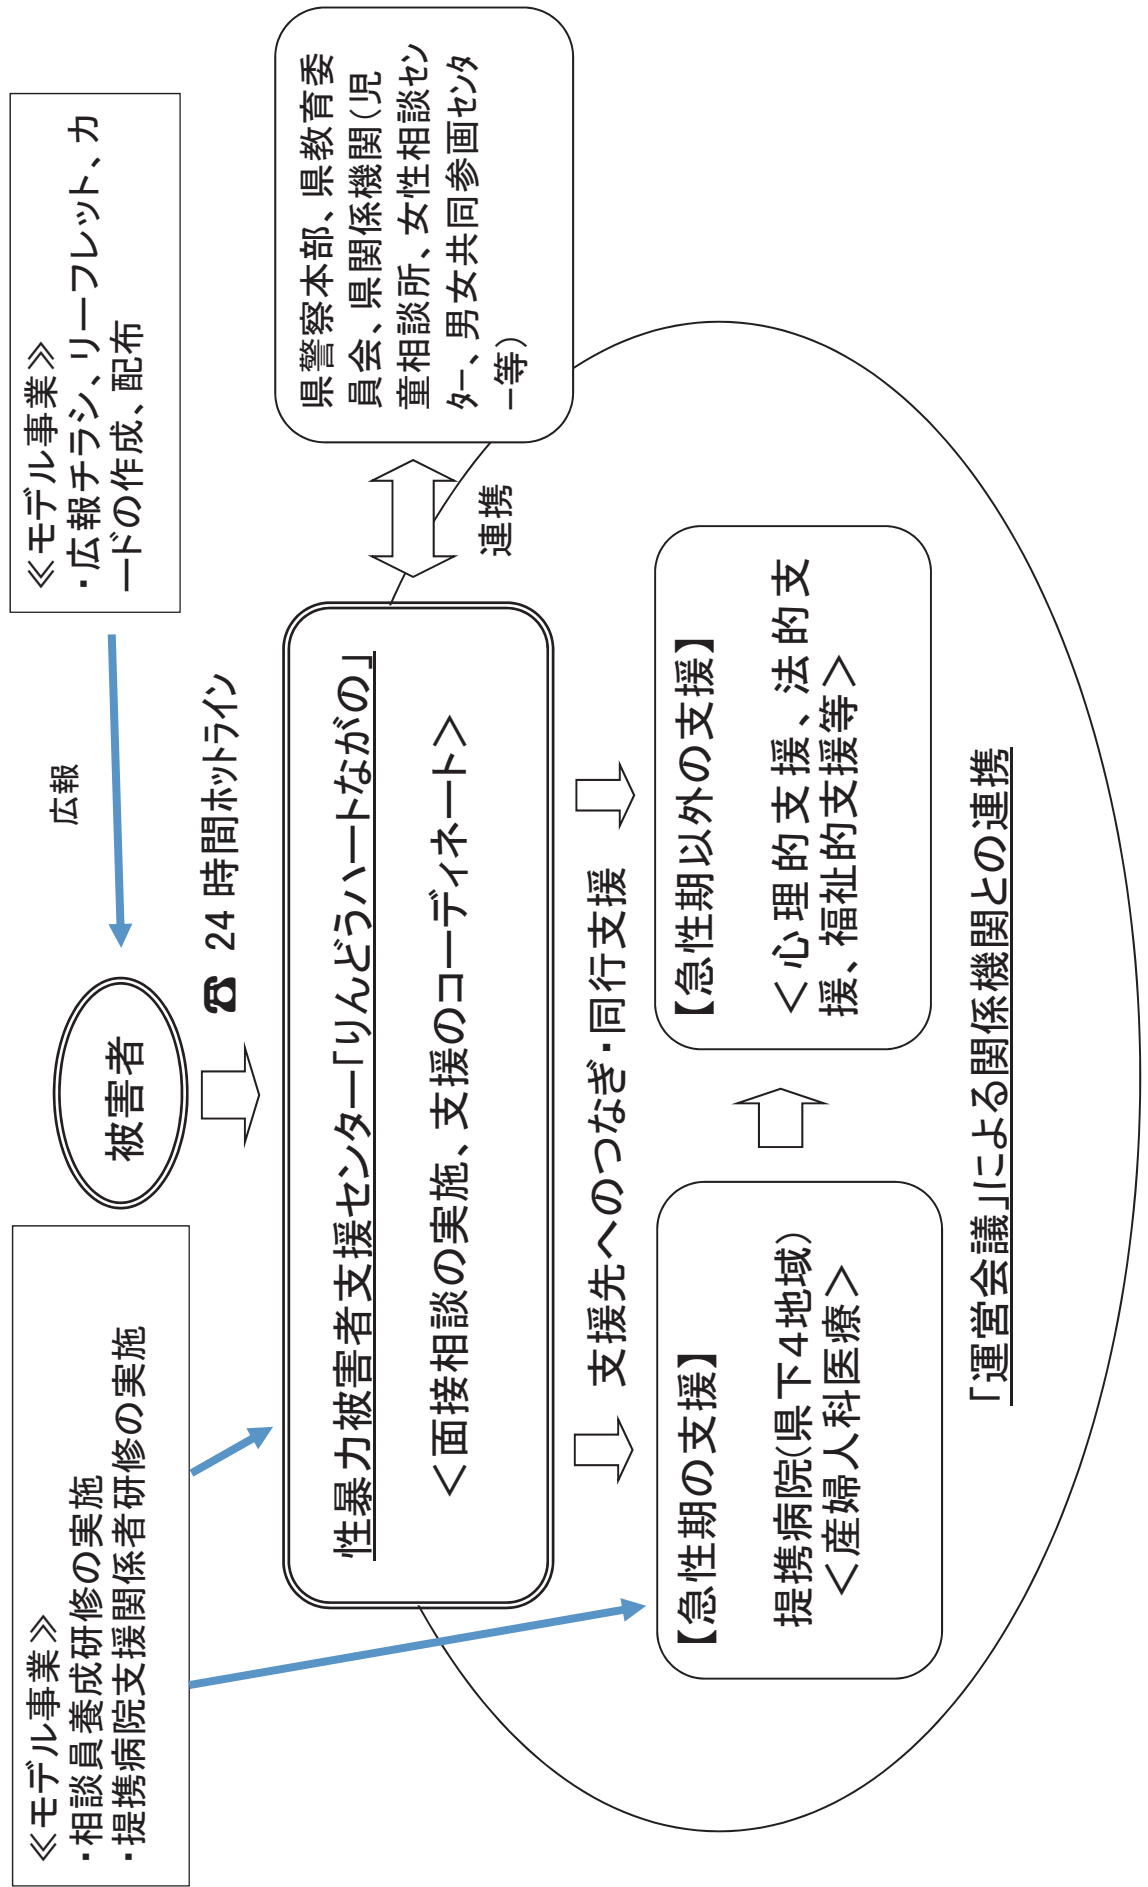 ≪モデル事業≫
・相談員養成研修の実施
・提携病院支援関係者研修の実施
被害者
広報
≪モデル事業≫
・広報チラシ、リーフレット、カ
ードの作成、配布
☎ 24 時間ホットライン
性暴力被害者支援センター「りんどうハートながの」
＜面接相談の実施、支援のコーディネート＞
連携
県警察本部、県教育委
員会、県関係機関（児
童相談所、女性相談セン
ター、男女共同参画センタ
ー等）
支援先へのつなぎ・同行支援
【急性期の支援】
提携病院（県下４地域）
＜産婦人科医療＞
【急性期以外の支援】
＜心理的支援、法的支
援、福祉的支援等＞
「運営会議」による関係機関との連携